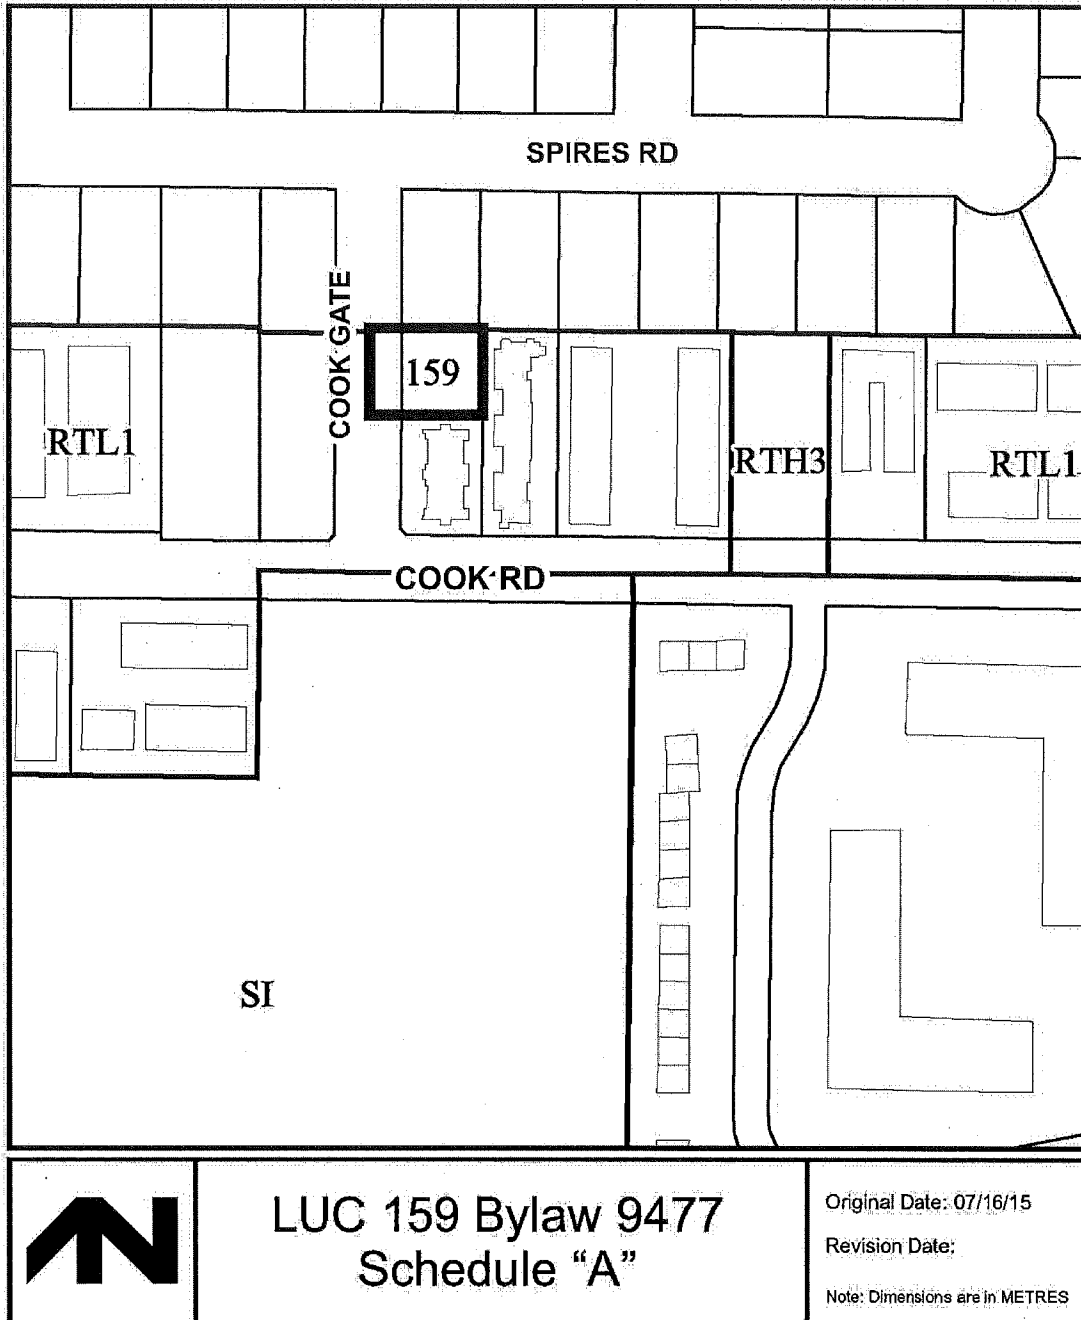 SPIRES RD
COOK GATE
159
RTL1
RTH3
RTL1
COOK RD
SI
LUC 159 Bylaw 9477
Schedule “A”
Original Date: 07/16/15
Revision Date:
Note: Dimensions are in METRES